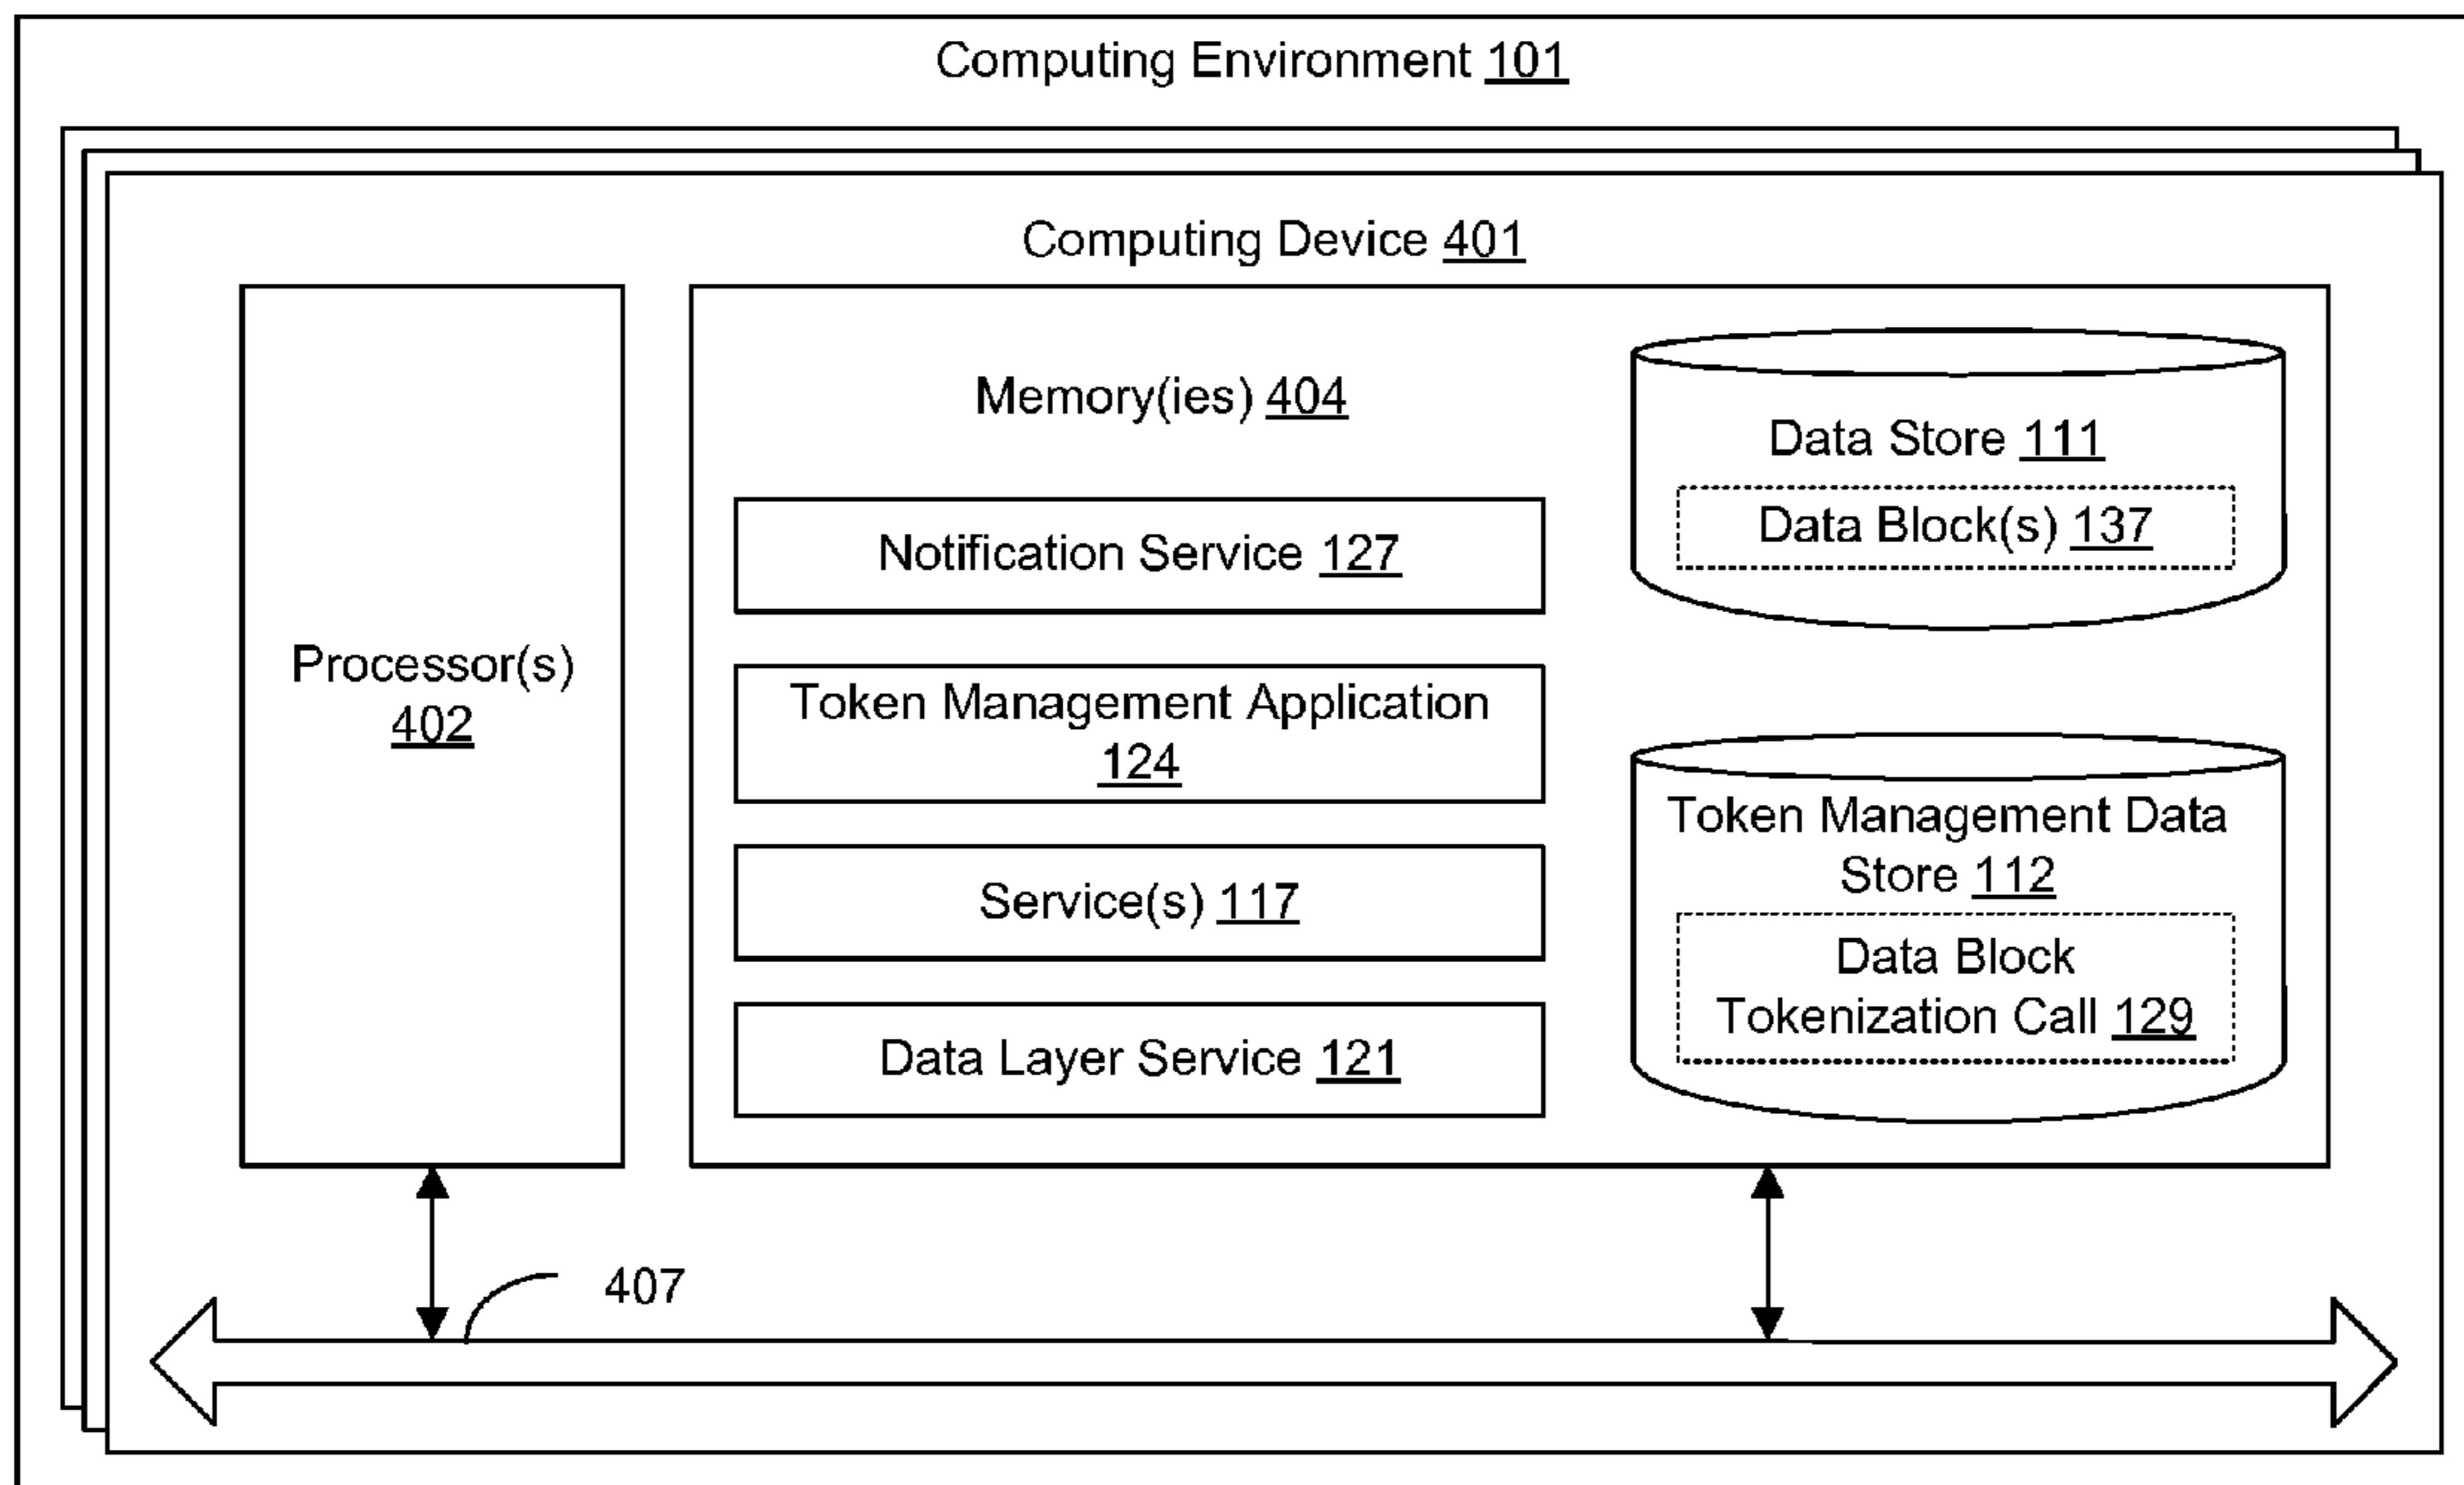 Computing Environment 101
Computing Device 401
Processor(s)
402
Memory(ies) 404
Notification Service 127
Token Management Application
124
Service(s) 117
Data Layer Service 121
Data Store 111
Data Block(s) 137
Token Management Data
Store 112
Data Block
Tokenization Call 129
407